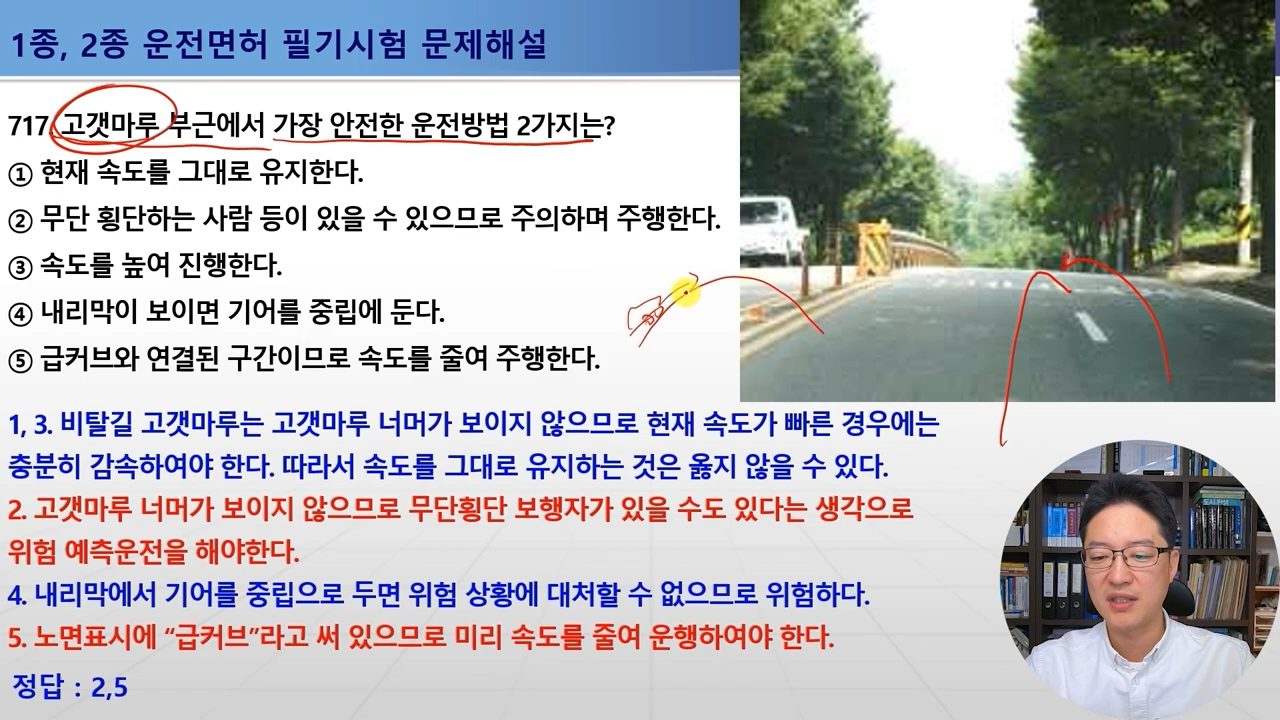 1종, 2종 운전면허 필기시험 문제해설
717. 고갯마루 부근에서 가장 안전한 운전방법 2가지는?
① 현재 속도를 그대로 유지한다.
② 무단 횡단하는 사람 등이 있을 수 있으므로 주의하며 주행한다.
③ 속도를 높여 진행한다.
④ 내리막이 보이면 기어를 중립에 둔다.
⑤ 급커브와 연결된 구간이므로 속도를 줄여 주행한다.
1, 3. 비탈길 고갯마루는 고갯마루 너머가 보이지 않으므로 현재 속도가 빠른 경우에는
충분히 감속하여야 한다. 따라서 속도를 그대로 유지하는 것은 옳지 않을 수 있다.
2. 고갯마루 너머가 보이지 않으므로 무단횡단 보행자가 있을 수도 있다는 생각으로
위험 예측운전을 해야한다.
4. 내리막에서 기어를 중립으로 두면 위험 상황에 대처할 수 없으므로 위험하다.
5. 노면표시에 “급커브”라고 써 있으므로 미리 속도를 줄여 운행하여야 한다.
정답 : 2,5